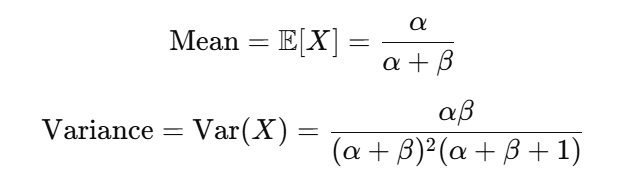 Mean = 𝔼[X] = α / (α + β)
Variance = Var(X) = αβ / ((α + β)²(α + β + 1))